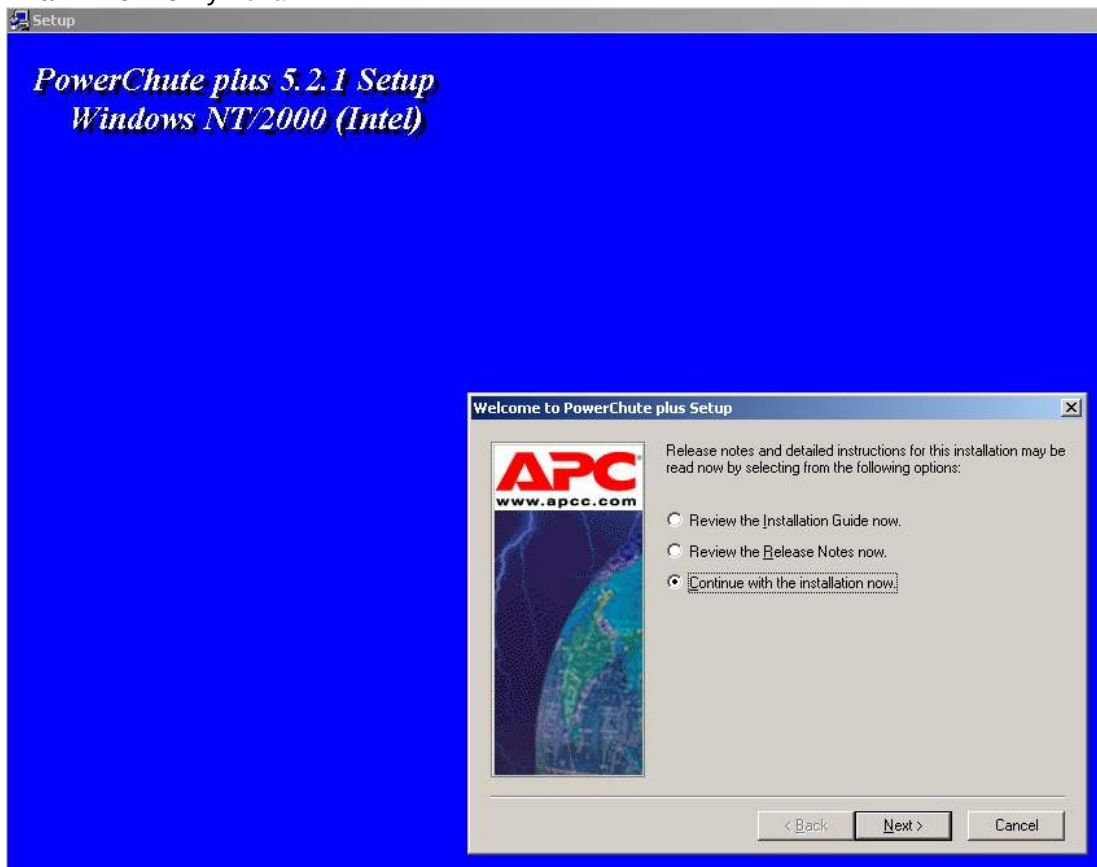 Setup
PowerChute plus 5.2.1 Setup
Windows NT/2000 (Intel)
Welcome to PowerChute plus Setup
APC
www.apcc.com
Release notes and detailed instructions for this installation may be
read now by selecting from the following options:
Review the Installation Guide now.
Review the Release Notes now.
Continue with the installation now.
< Back
Next >
Cancel